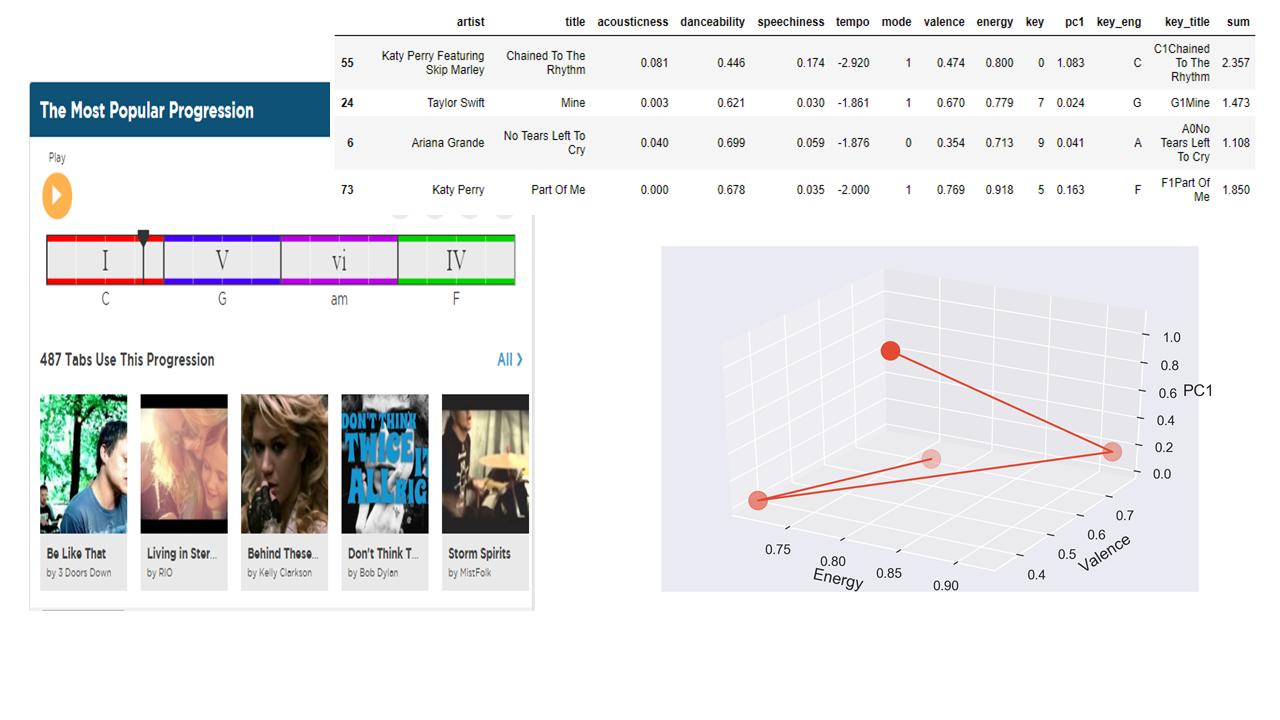 artist title acousticness danceability speechiness tempo mode valence energy key pc1 key_eng key_title sum
55 Katy Perry Featuring Skip Marley Chained To The Rhythm 0.081 0.446 0.174 -2.920 1 0.474 0.800 0 1.083 C C1Chained To The Rhythm 2.357
24 Taylor Swift Mine 0.003 0.621 0.030 -1.861 1 0.670 0.779 7 0.024 G G1Mine 1.473
6 Ariana Grande No Tears Left To Cry 0.040 0.699 0.059 -1.876 0 0.354 0.713 9 0.041 A A0No Tears Left To Cry 1.108
73 Katy Perry Part Of Me 0.000 0.678 0.035 -2.000 1 0.769 0.918 5 0.163 F F1Part Of Me 1.850
The Most Popular Progression
Play
I V vi IV
C G am F
487 Tabs Use This Progression All ❯
DON'T THINK
TWICE
ALL RIG
Be Like That
by 3 Doors Down
Living in Ster...
by RIO
Behind These...
by Kelly Clarkson
Don't Think T...
by Bob Dylan
Storm Spirits
by MistFolk
1.0
0.8
0.6 PC1
0.4
0.2
0.0
0.7
0.6
0.5
0.4
Valence
0.75
0.80
0.85
0.90
Energy